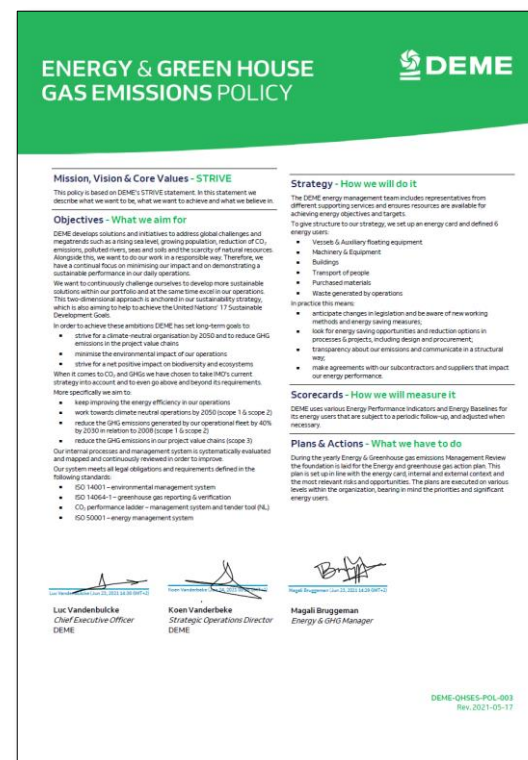 ENERGY & GREEN HOUSE
GAS EMISSIONS POLICY
DEME
Mission, Vision & Core Values - STRIVE
This policy is based on DEME's STRIVE statement. In this statement we
describe what we want to be, what we want to achieve and what we believe in.
Objectives - What we aim for
DEME develops solutions and initiatives to address global challenges and
megatrends such as a rising sea level, growing population, reduction of CO₂
emissions, polluted rivers, seas and soils and the scarcity of natural resources.
Alongside this, we want to do our work in a responsible way. Therefore, we
have a continual focus on minimising our impact and on demonstrating a
sustainable performance in our daily operations.
We want to continuously challenge ourselves to develop more sustainable
solutions within our portfolio and at the same time excel in our operations.
This two-dimensional approach is anchored in our sustainability strategy,
which is also aiming to help to achieve the United Nations' 17 Sustainable
Development Goals.
In order to achieve these ambitions DEME has set long-term goals to:
▪ strive for a climate-neutral organisation by 2050 and to reduce GHG
emissions in the project value chains
▪ minimise the environmental impact of our operations
▪ strive for a net positive impact on biodiversity and ecosystems
When it comes to CO₂ and GHGs we have chosen to take IMO's current
strategy into account and to even go above and beyond its requirements.
More specifically we aim to:
▪ keep improving the energy efficiency in our operations
▪ work towards climate neutral operations by 2050 (scope 1 & scope 2)
▪ reduce the GHG emissions generated by our operational fleet by 40%
by 2030 in relation to 2008 (scope 1 & scope 2)
▪ reduce the GHG emissions in our project value chains (scope 3)
Our internal processes and management system is systematically evaluated
and mapped and continuously reviewed in order to improve.
Our system meets all legal obligations and requirements defined in the
following standards:
▪ ISO 14001 – environmental management system
▪ ISO 14064-1 – greenhouse gas reporting & verification
▪ CO₂ performance ladder – management system and tender tool (NL)
▪ ISO 50001 – energy management system
Strategy - How we will do it
The DEME energy management team includes representatives from
different supporting services and ensures resources are available for
achieving energy objectives and targets.
To give structure to our strategy, we set up an energy card and defined 6
energy users:
▪ Vessels & Auxiliary floating equipment
▪ Machinery & Equipment
▪ Buildings
▪ Transport of people
▪ Purchased materials
▪ Waste generated by operations
In practice this means:
▪ anticipate changes in legislation and be aware of new working
methods and energy saving measures;
▪ look for energy saving opportunities and reduction options in
processes & projects, including design and procurement;
▪ transparency about our emissions and communicate in a structural
way;
▪ make agreements with our subcontractors and suppliers that impact
our energy performance.
Scorecards - How we will measure it
DEME uses various Energy Performance Indicators and Energy Baselines for
its energy users that are subject to a periodic follow-up, and adjusted when
necessary.
Plans & Actions - What we have to do
During the yearly Energy & Greenhouse gas emissions Management Review
the foundation is laid for the Energy and greenhouse gas action plan. This
plan is set up in line with the energy card, internal and external context and
the most relevant risks and opportunities. The plans are executed on various
levels within the organization, bearing in mind the priorities and significant
energy users.
Luc Vandenbulcke
Chief Executive Officer
DEME
Koen Vanderbeke
Strategic Operations Director
DEME
Magali Bruggeman (Jun 23, 2021 14:29 GMT+2)
Magali Bruggeman
Energy & GHG Manager
DEME-QHSES-POL-003
Rev. 2021-05-17